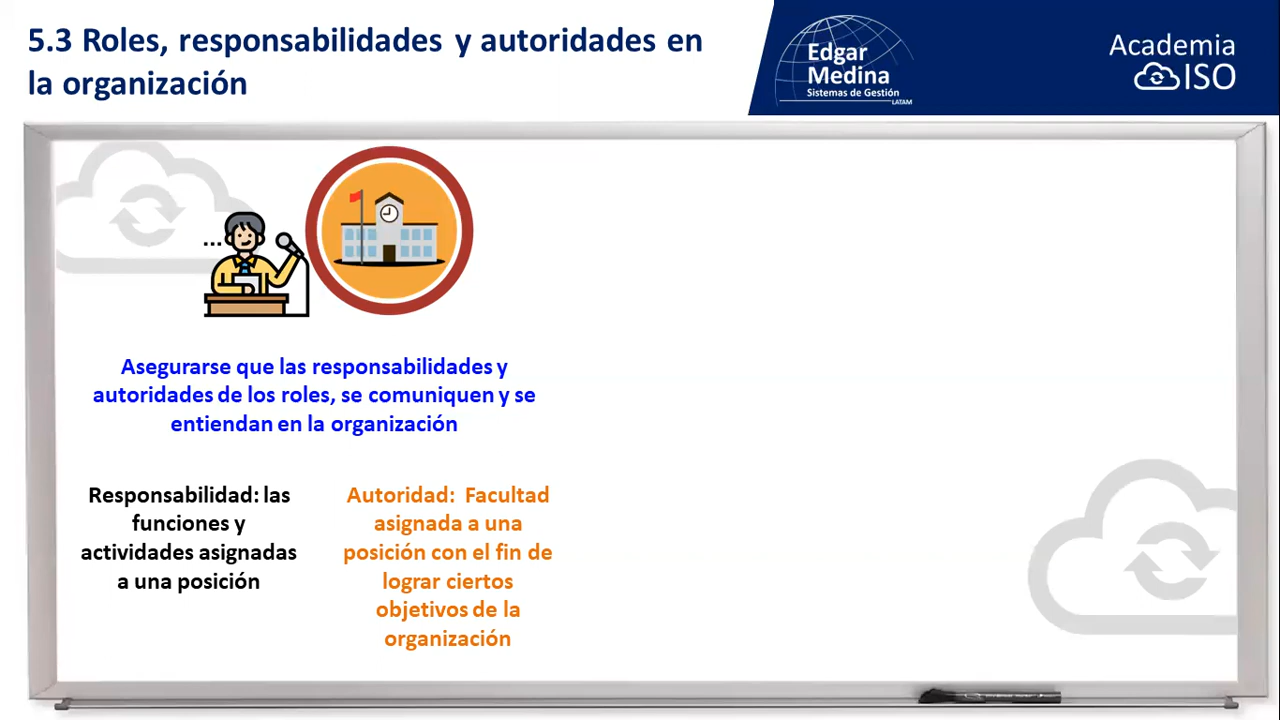 5.3 Roles, responsabilidades y autoridades en
la organización
Edgar
Medina
Sistemas de Gestión
LATAM
Academia
ISO
Asegurarse que las responsabilidades y
autoridades de los roles, se comuniquen y se
entiendan en la organización
Responsabilidad: las
funciones y
actividades asignadas
a una posición
Autoridad: Facultad
asignada a una
posición con el fin de
lograr ciertos
objetivos de la
organización